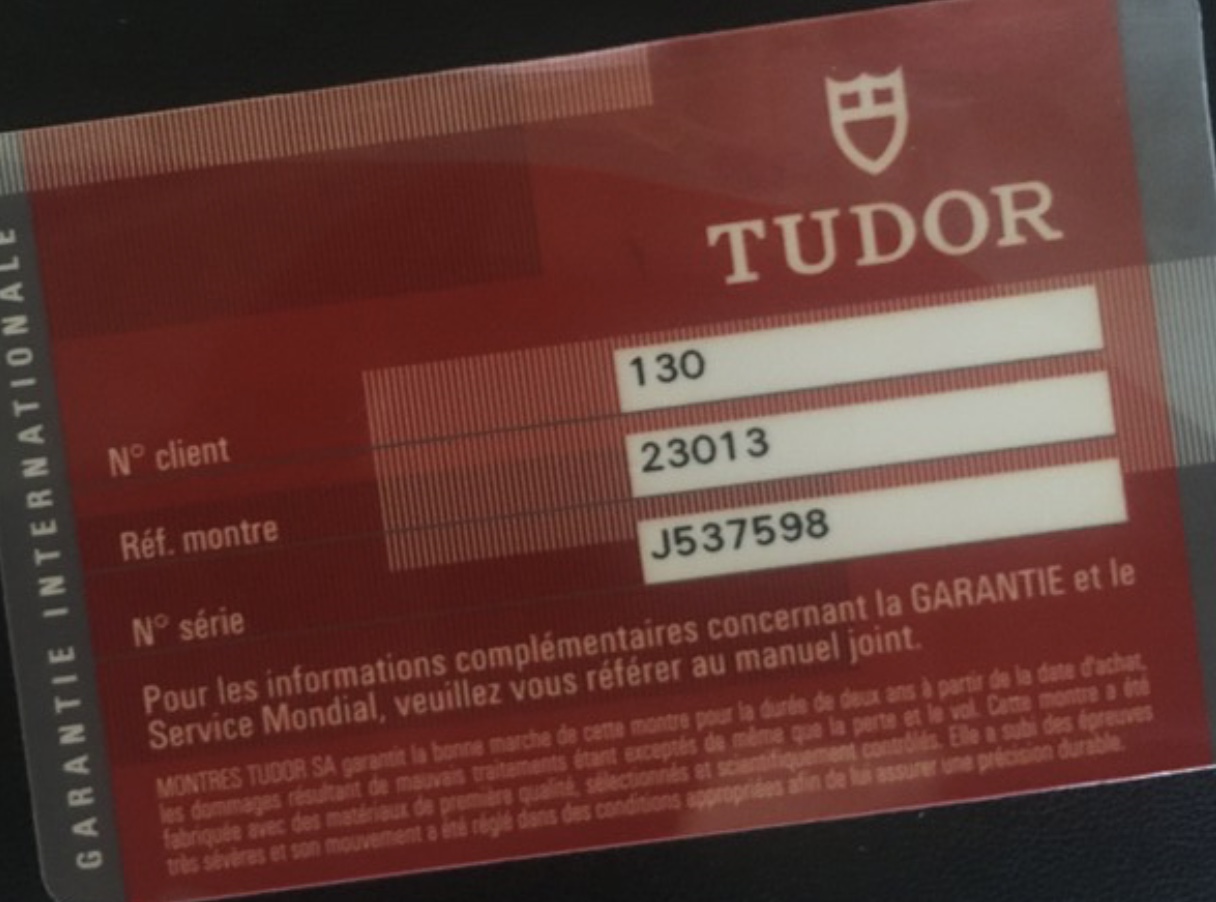 TUDOR
N° client 130
Réf. montre 23013
N° série J537598
Pour les informations complémentaires concernant la GARANTIE et le
Service Mondial, veuillez vous référer au manuel joint.
MONTRES TUDOR SA garantit la bonne marche de cette montre pour la durée de deux ans à partir de la date d'achat,
les dommages résultant de mauvais traitements étant exceptés de même que la perte et le vol. Cette montre a été
fabriquée avec des matériaux de première qualité, sélectionnés et scientifiquement contrôlés. Elle a subi des épreuves
très sévères et son mouvement a été réglé dans des conditions appropriées afin de lui assurer une précision durable.
GARANTIE INTERNATIONALE